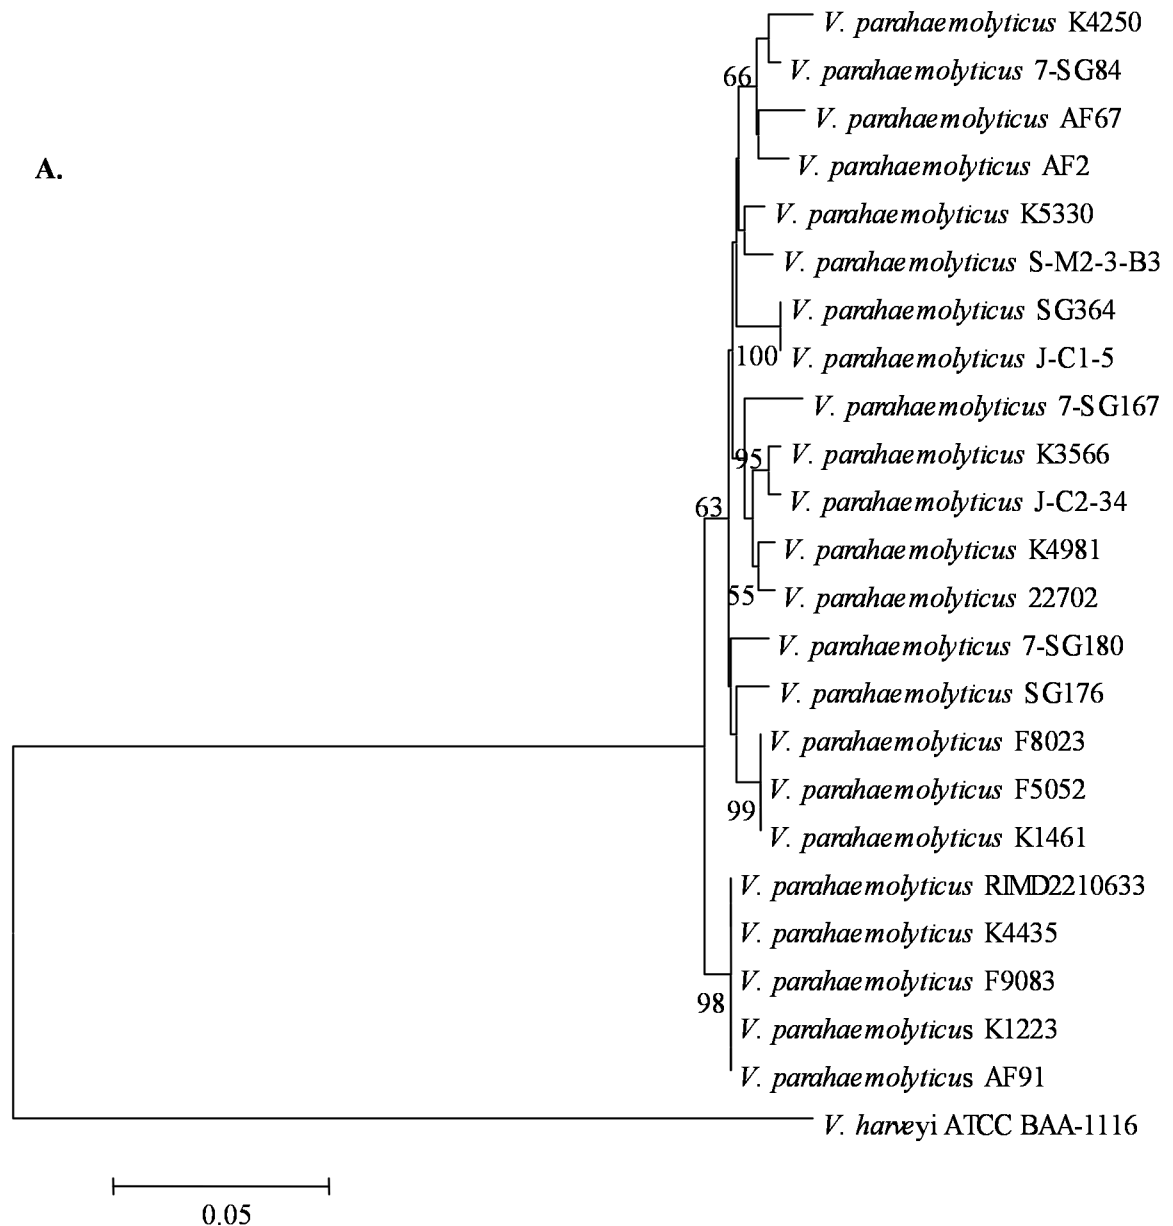 V. parahaemolyticus K4250
66
V. parahaemolyticus 7-SG84
V. parahaemolyticus AF67
A.
V. parahaemolyticus AF2
V. parahaemolyticus K5330
V. parahaemolyticus S-M2-3-B3
V. parahaemolyticus SG364
100
V. parahaemolyticus J-C1-5
V. parahaemolyticus 7-SG167
95
V. parahaemolyticus K3566
V. parahaemolyticus J-C2-34
63
V. parahaemolyticus K4981
55
V. parahaemolyticus 22702
V. parahaemolyticus 7-SG180
V. parahaemolyticus SG176
V. parahaemolyticus F8023
V. parahaemolyticus F5052
99
V. parahaemolyticus K1461
V. parahaemolyticus RIMD2210633
V. parahaemolyticus K4435
V. parahaemolyticus F9083
98
V. parahaemolyticus K1223
V. parahaemolyticus AF91
V. harveyi ATCC BAA-1116
0.05